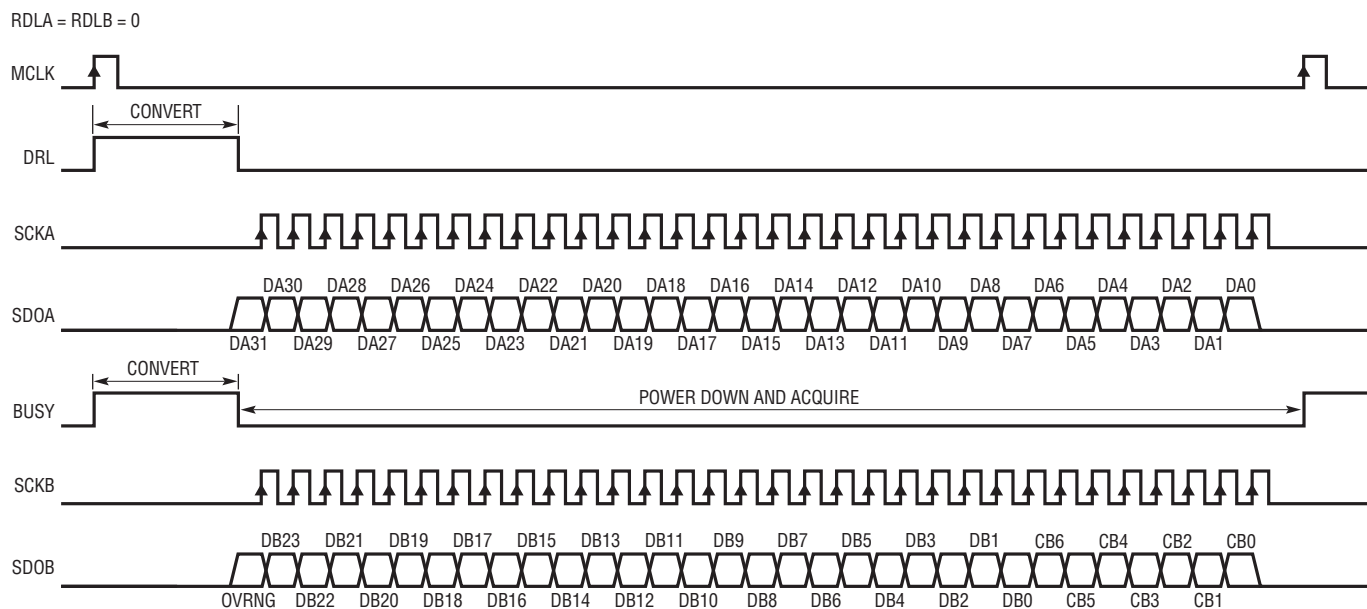 RDLA = RDLB = 0
MCLK
CONVERT
DRL
SCKA
DA30 DA28 DA26 DA24 DA22 DA20 DA18 DA16 DA14 DA12 DA10 DA8 DA6 DA4 DA2 DA0
SDOA
DA31 DA29 DA27 DA25 DA23 DA21 DA19 DA17 DA15 DA13 DA11 DA9 DA7 DA5 DA3 DA1
CONVERT
POWER DOWN AND ACQUIRE
BUSY
SCKB
DB23 DB21 DB19 DB17 DB15 DB13 DB11 DB9 DB7 DB5 DB3 DB1 CB6 CB4 CB2 CB0
SDOB
OVRNG DB22 DB20 DB18 DB16 DB14 DB12 DB10 DB8 DB6 DB4 DB2 DB0 CB5 CB3 CB1